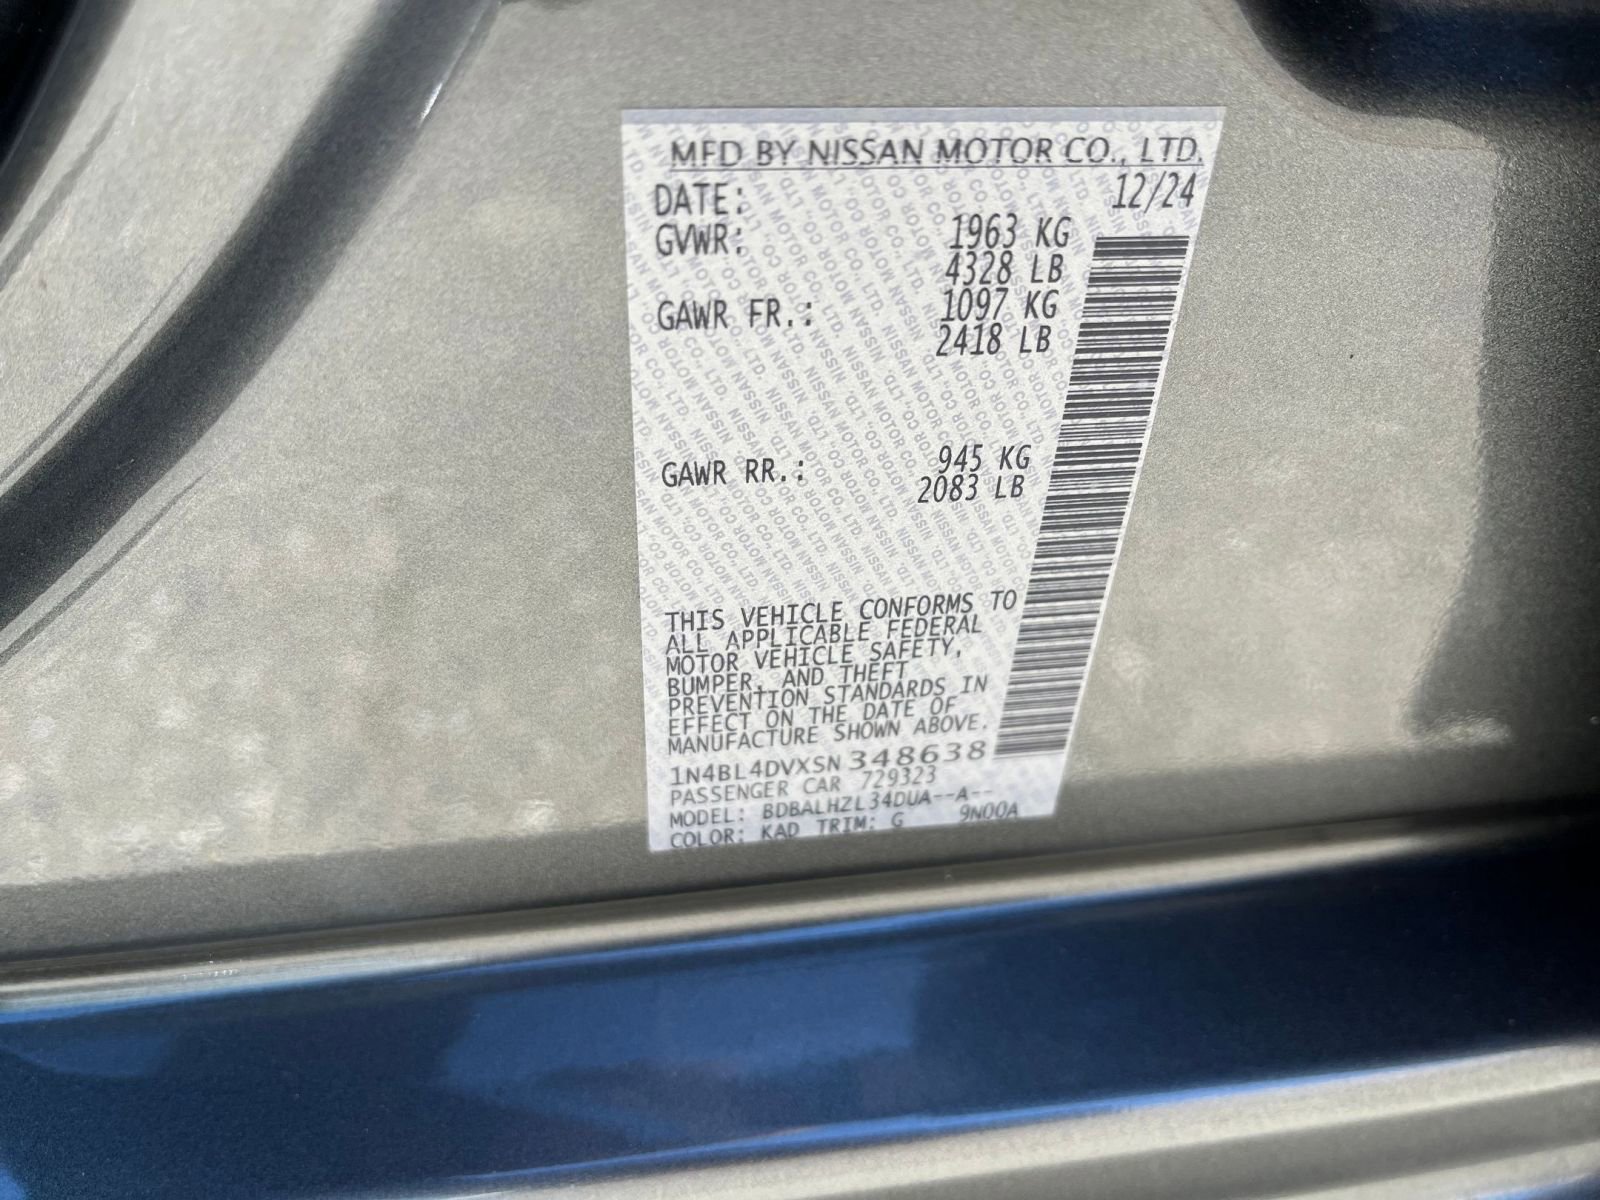 MFD BY NISSAN MOTOR CO., LTD.
DATE: 12/24
GVWR: 1963 KG
4328 LB
GAWR FR.: 1097 KG
2418 LB
GAWR RR.: 945 KG
2083 LB
THIS VEHICLE CONFORMS TO
ALL APPLICABLE FEDERAL
MOTOR VEHICLE SAFETY,
BUMPER, AND THEFT
PREVENTION STANDARDS IN
EFFECT ON THE DATE OF
MANUFACTURE SHOWN ABOVE.
1N4BL4DVXSN348638
PASSENGER CAR 729323
MODEL: BDBALHZL34DUA--A--
COLOR: KAD TRIM: G 9N00A